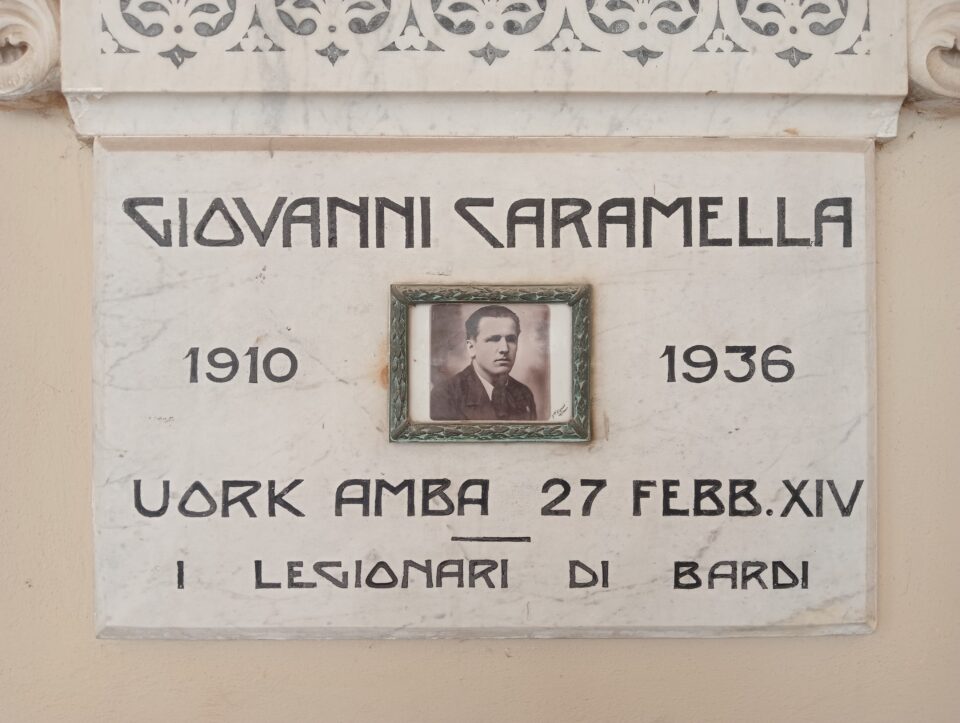 GIOVANNI CARAMELLA
1910 1936
UORK AMBA 27 FEBB.XIV
I LEGIONARI DI BARDI